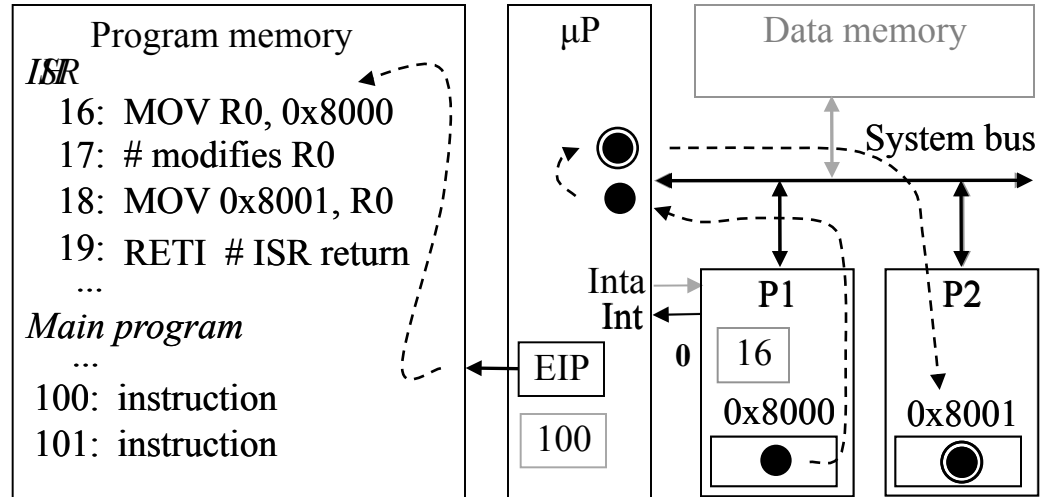 Program memory
ISR
16: MOV R0, 0x8000
17: # modifies R0
18: MOV 0x8001, R0
19: RETI # ISR return
...
Main program
...
100: instruction
101: instruction
μP
Inta
Int
EIP
100
Data memory
System bus
P1
0
16
0x8000
P2
0x8001